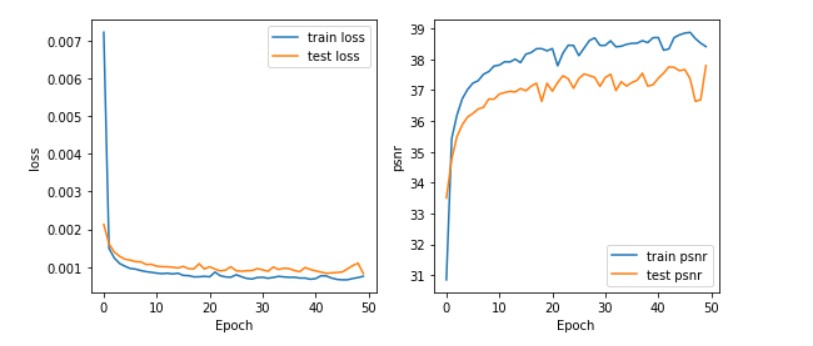 0.007
0.006
0.005
0.004
0.003
0.002
0.001
loss
0 10 20 30 40 50
Epoch
train loss
test loss
39
38
37
36
35
34
33
32
31
psnr
0 10 20 30 40 50
Epoch
train psnr
test psnr